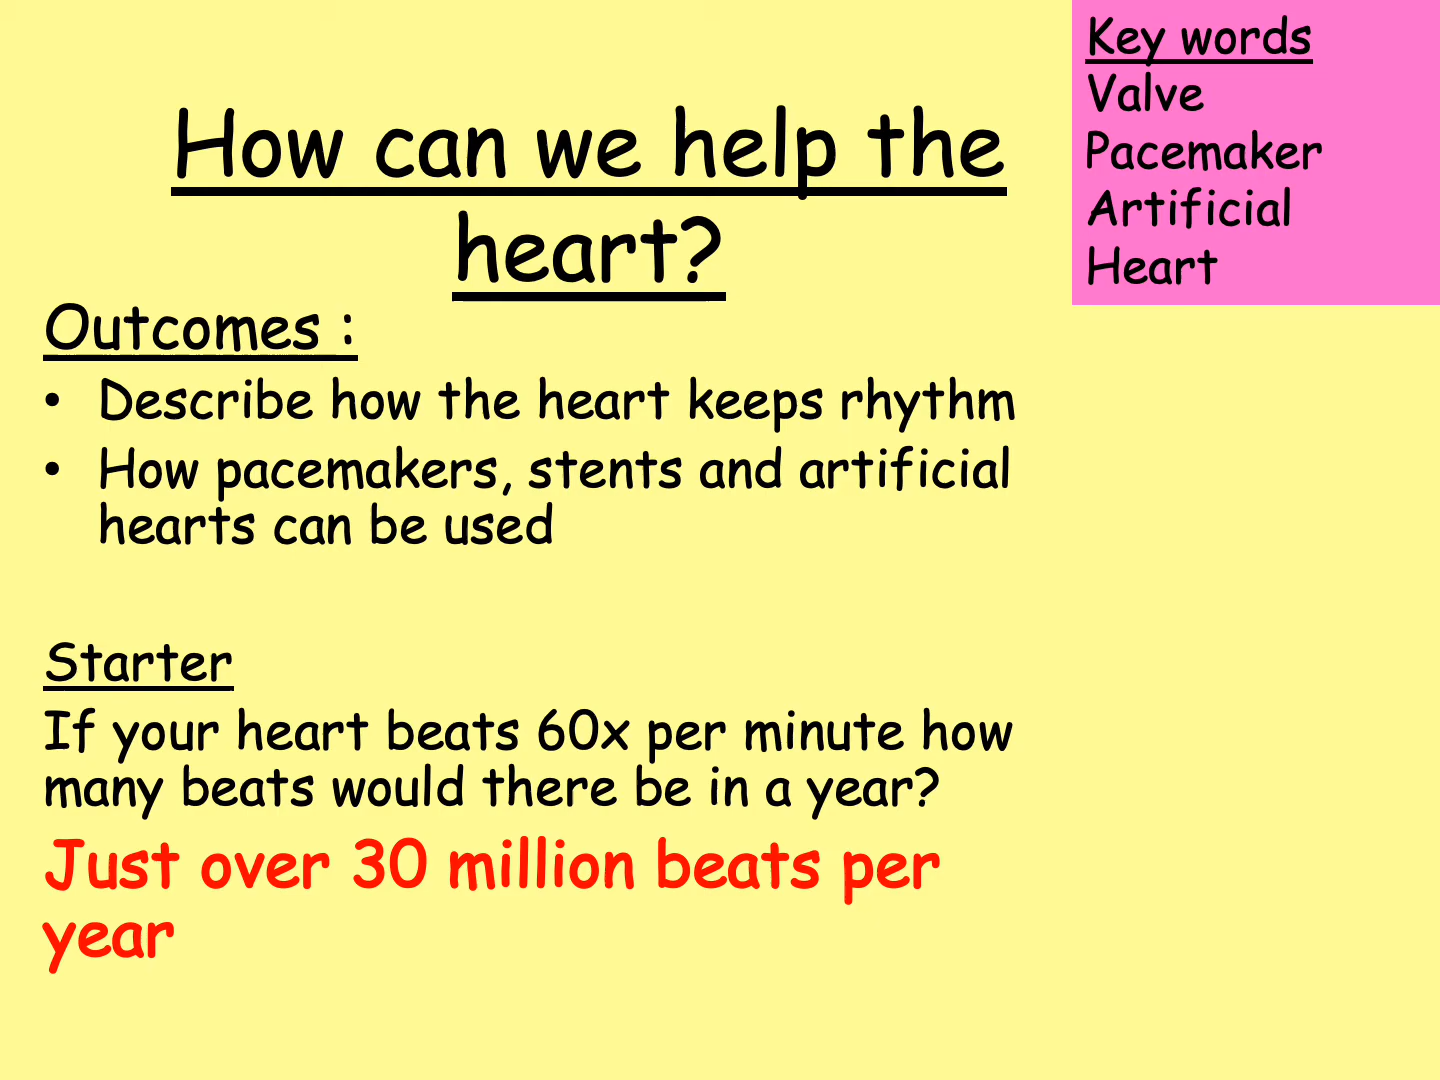 How can we help the
heart?
Key words
Valve
Pacemaker
Artificial
Heart
Outcomes :
• Describe how the heart keeps rhythm
• How pacemakers, stents and artificial
hearts can be used
Starter
If your heart beats 60x per minute how
many beats would there be in a year?
Just over 30 million beats per
year